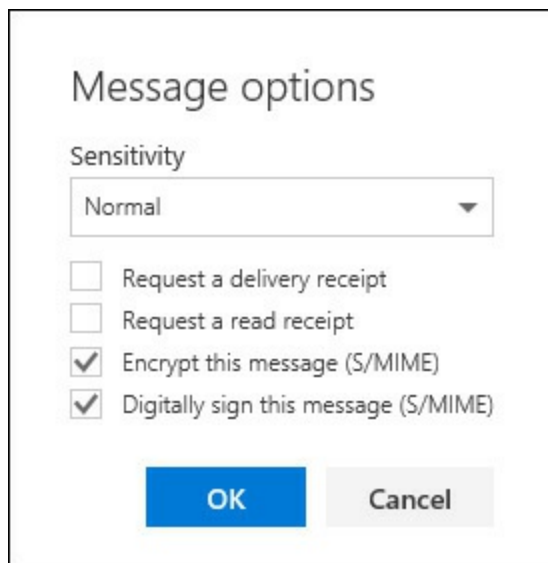 Message options
Sensitivity
Normal
Request a delivery receipt
Request a read receipt
Encrypt this message (S/MIME)
Digitally sign this message (S/MIME)
OK Cancel